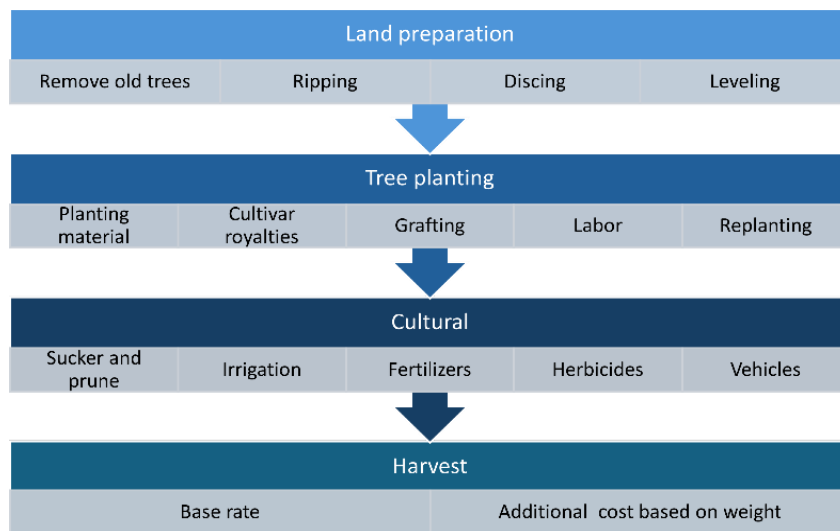 Land preparation
Remove old trees
Ripping
Discing
Leveling
Tree planting
Planting
material
Cultivar
royalties
Grafting
Labor
Replanting
Cultural
Sucker and
prune
Irrigation
Fertilizers
Herbicides
Vehicles
Harvest
Base rate
Additional cost based on weight